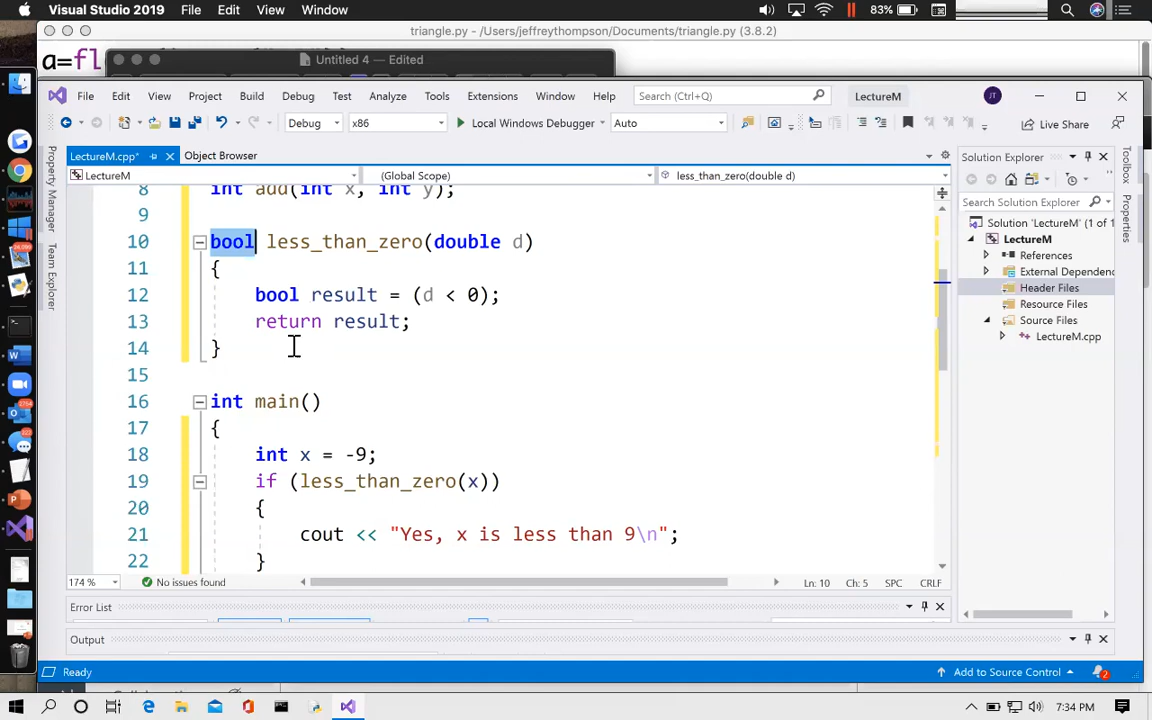 Visual Studio 2019 File Edit View Window 83%
triangle.py - /Users/jeffreythompson/Documents/triangle.py (3.8.2)
a=fl
Untitled 4 — Edited
File Edit View Project Build Debug Test Analyze Tools Extensions Window Help Search (Ctrl+Q) LectureM JT
Debug x86 Local Windows Debugger Auto Live Share
LectureM.cpp* Object Browser
LectureM (Global Scope) less_than_zero(double d)
Solution Explorer
Search Solution Explorer
Solution 'LectureM' (1 of 1
LectureM
References
External Dependenc
Header Files
Resource Files
Source Files
LectureM.cpp
Python Environments
Team Explorer
Toolbox
Properties
8 int add(int x, int y);
9
10 bool less_than_zero(double d)
11 {
12 bool result = (d < 0);
13 return result;
14 }
15
16 int main()
17 {
18 int x = -9;
19 if (less_than_zero(x))
20 {
21 cout << "Yes, x is less than 9\n";
22 }
174 % No issues found Ln: 10 Ch: 5 SPC CRLF
Error List
Output
Ready Add to Source Control 2
7:34 PM